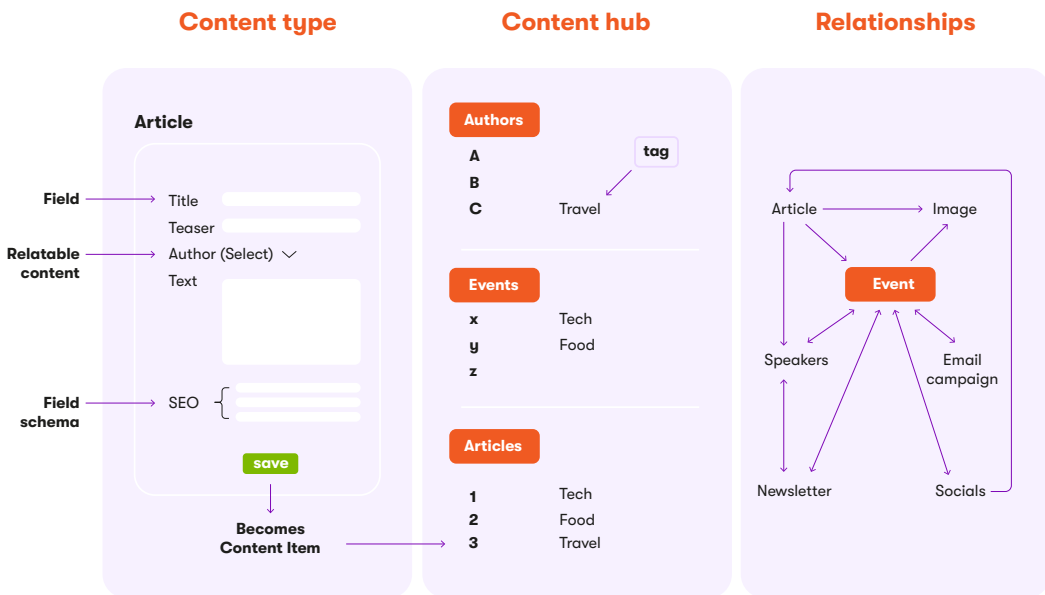 Content type
Content hub
Relationships
Article
Field
Title
Teaser
Relatable
content
Author (Select)
Text
Field
schema
SEO
save
Becomes
Content Item
Authors
tag
A
B
C Travel
Events
x Tech
y Food
z
Articles
1 Tech
2 Food
3 Travel
Article
Image
Event
Speakers
Email
campaign
Newsletter
Socials